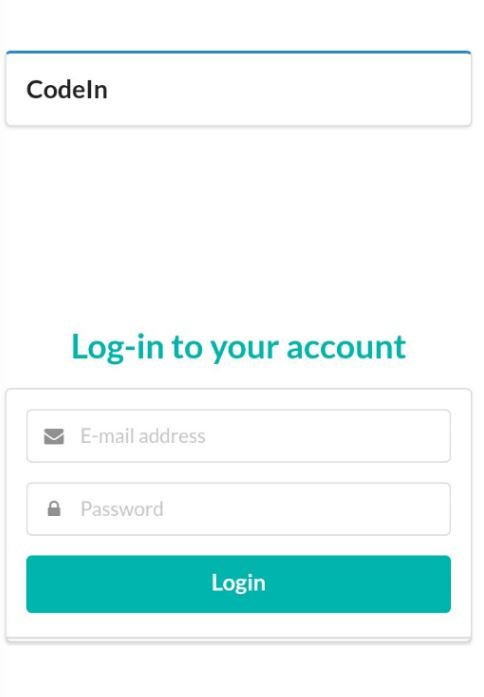 CodeIn
Log-in to your account
E-mail address
Password
Login